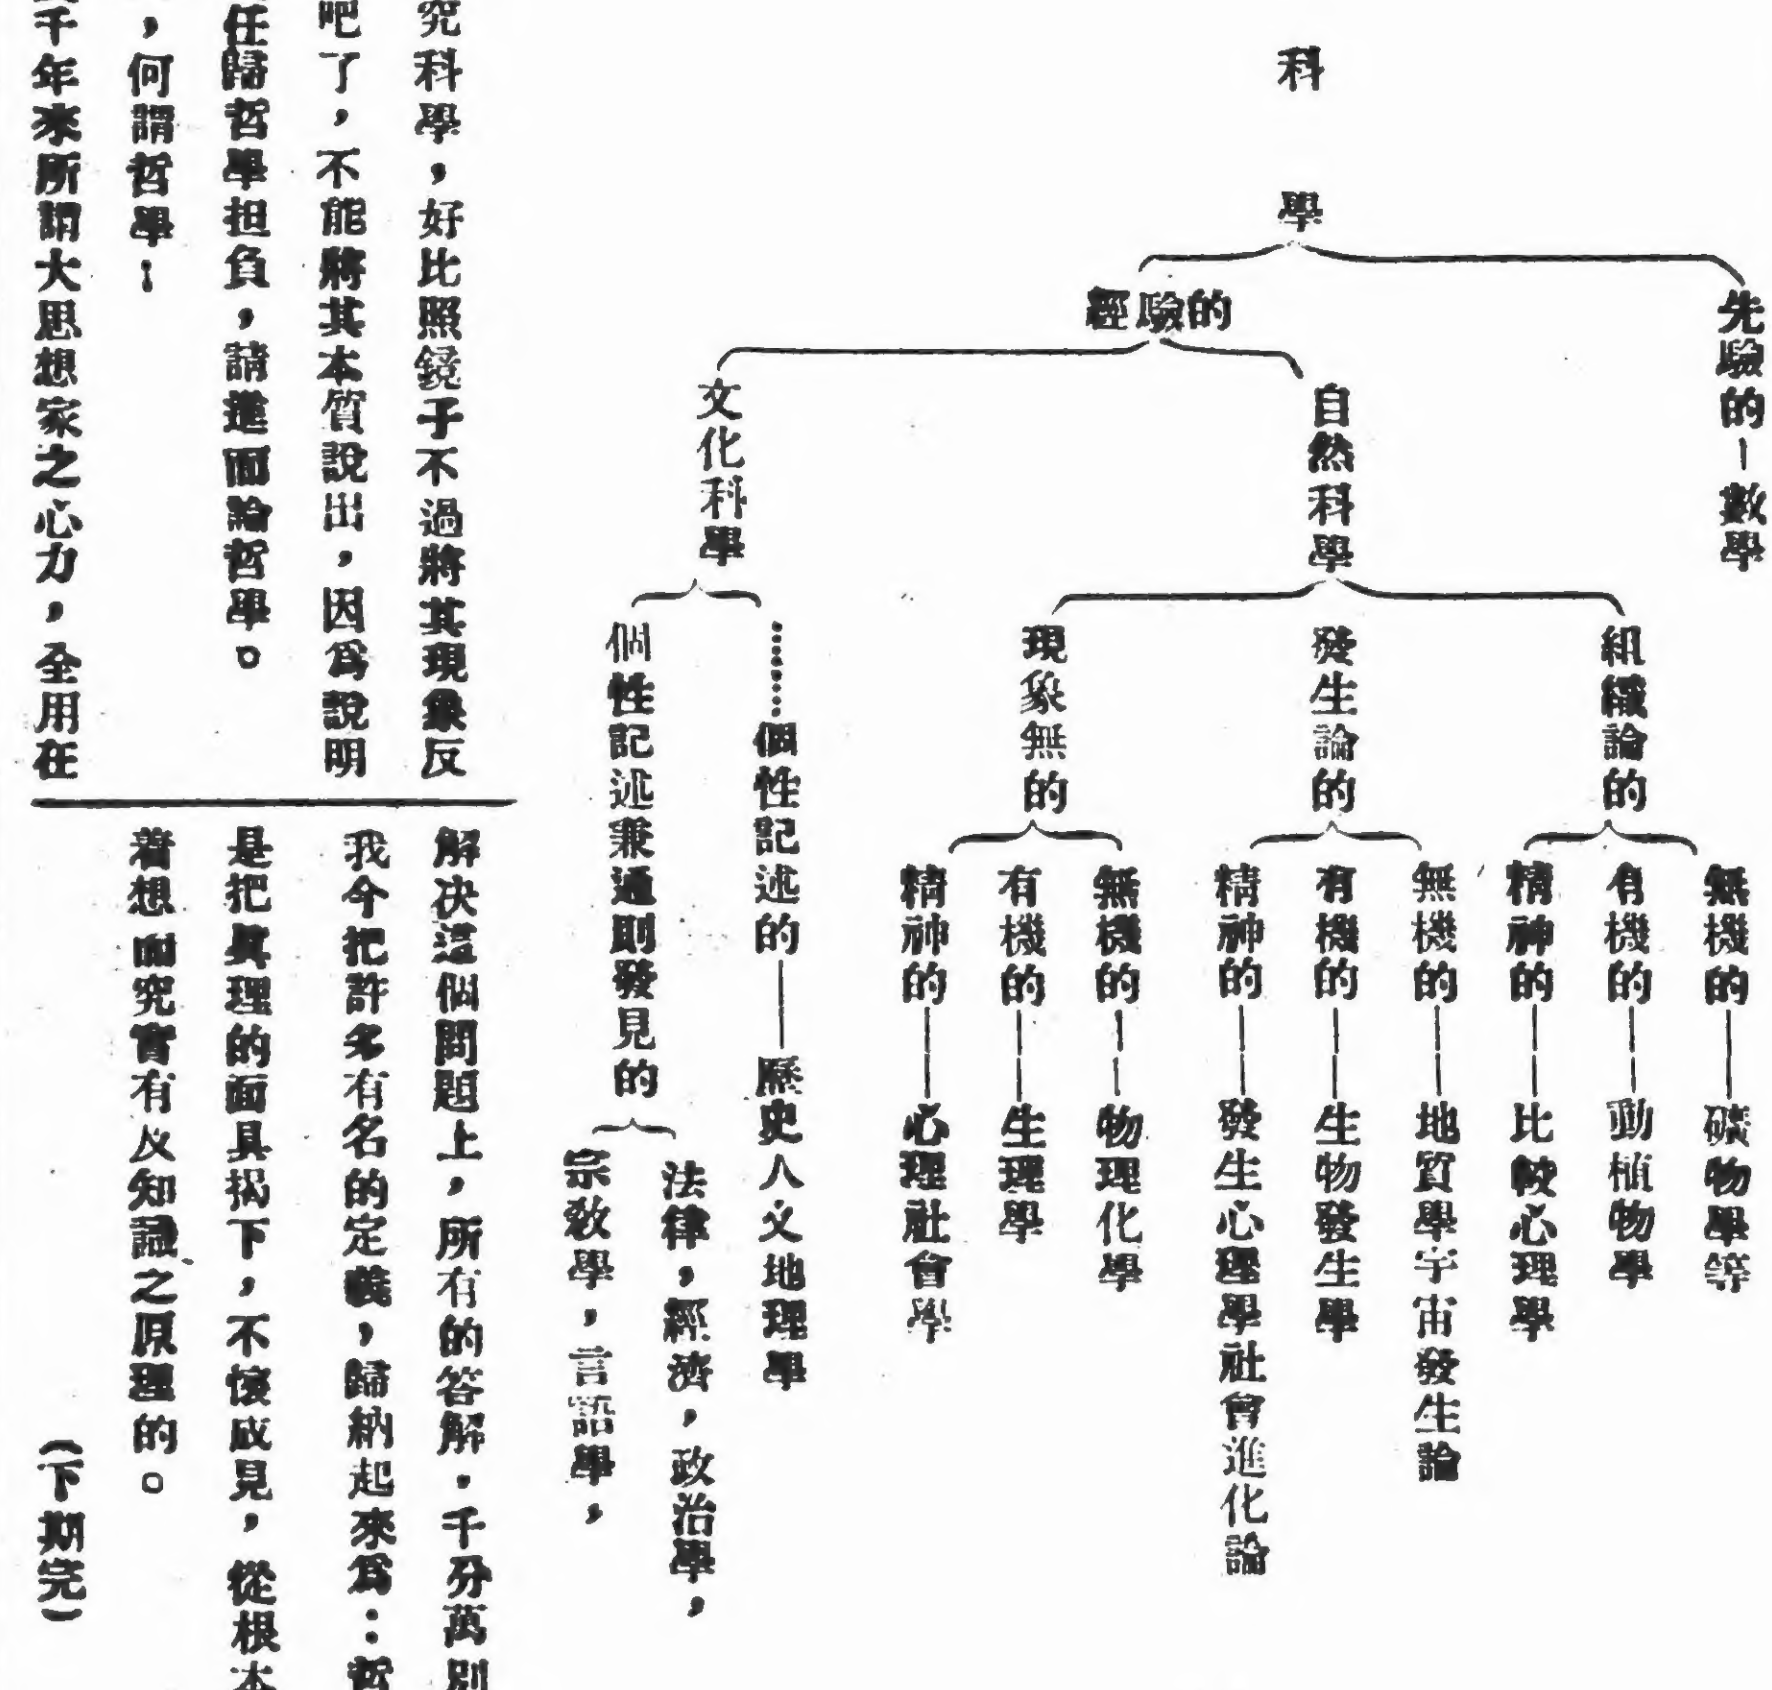 科學
先驗的—數學
經驗的
自然科學
組織論的
無機的——礦物學等
有機的——動植物學
精神的——比較心理學
發生論的
無機的——地質學宇宙發生論
有機的——生物發生學
精神的——發生心理學社會進化論
現象無的
無機的——物理化學
有機的——生理學
精神的——心理社會學
文化科學
………個性記述的——歷史人文地理學
個性記述兼通則發見的
法律，經濟，政治學，
宗敎學，言語學，
究科學，好比照鏡子不過將其現象反
吧了，不能將其本質說出，因爲說明
任歸哲學担負，請進而論哲學。
，何謂哲學；
千年來所謂大思想家之心力，全用在
解决這個問題上，所有的答解．千分萬別
我今把許多有名的定義，歸納起來爲：哲
是把眞理的面具揭下，不懷成見，從根本
着想而究實有及知識之原理的。
（下期完）